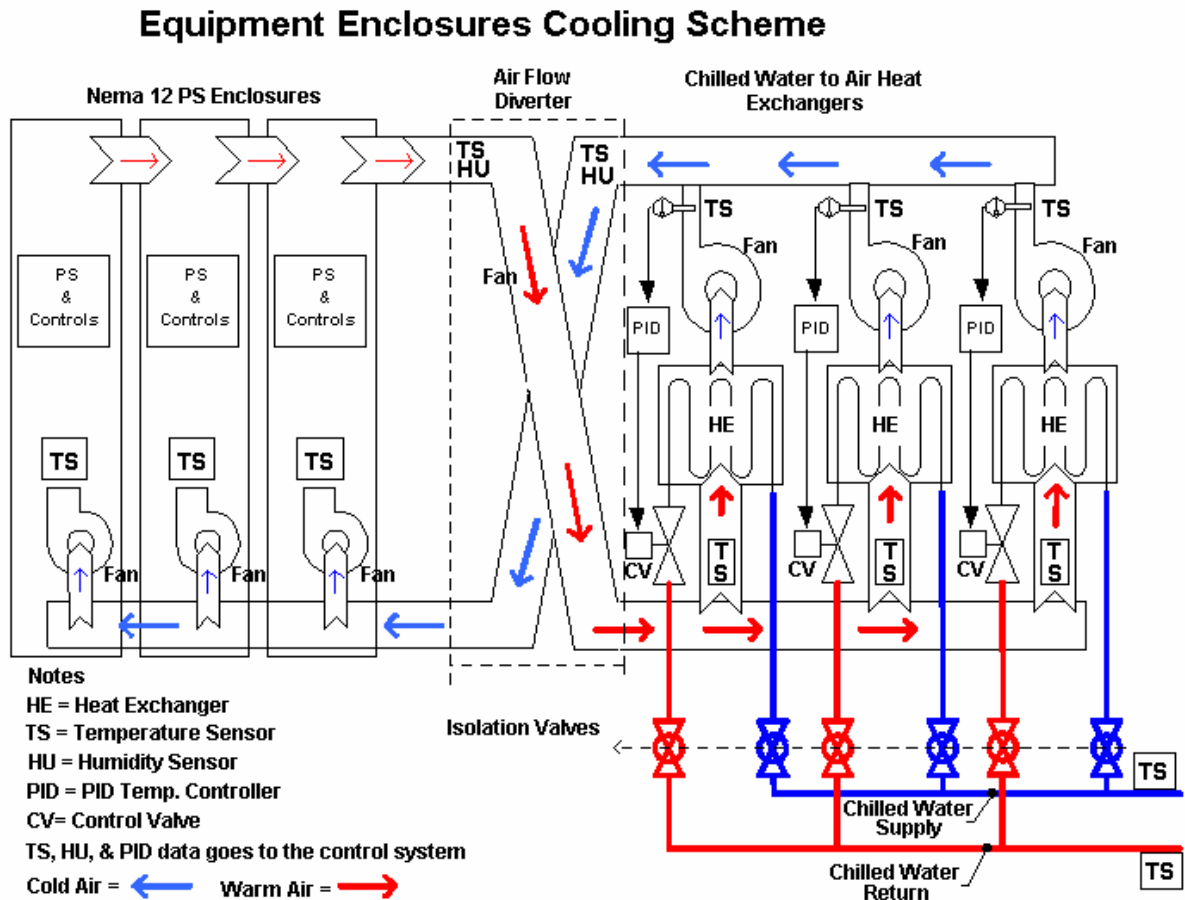 Equipment Enclosures Cooling Scheme
Nema 12 PS Enclosures
Air Flow
Diverter
Chilled Water to Air Heat
Exchangers
TS
HU
TS
HU
TS
TS
TS
Fan
Fan
Fan
Fan
PS
&
Controls
PS
&
Controls
PS
&
Controls
PID
PID
PID
HE
HE
HE
TS
TS
TS
T
S
T
S
T
S
CV
CV
CV
Fan
Fan
Fan
Notes
HE = Heat Exchanger
TS = Temperature Sensor
HU = Humidity Sensor
PID = PID Temp. Controller
CV= Control Valve
TS, HU, & PID data goes to the control system
Cold Air =
Warm Air =
Isolation Valves
TS
Chilled Water
Supply
Chilled Water
Return
TS